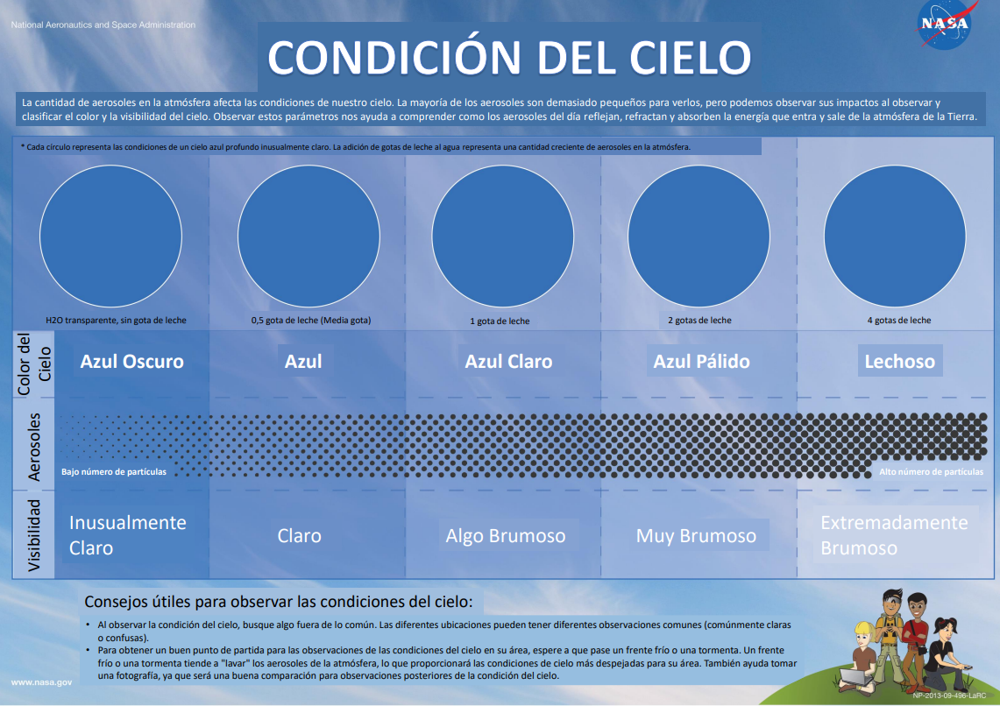 National Aeronautics and Space Administration
NASA
CONDICIÓN DEL CIELO
La cantidad de aerosoles en la atmósfera afecta las condiciones de nuestro cielo. La mayoría de los aerosoles son demasiado pequeños para verlos, pero podemos observar sus impactos al observar y
clasificar el color y la visibilidad del cielo. Observar estos parámetros nos ayuda a comprender como los aerosoles del día reflejan, refractan y absorben la energía que entra y sale de la atmósfera de la Tierra.
* Cada círculo representa las condiciones de un cielo azul profundo inusualmente claro. La adición de gotas de leche al agua representa una cantidad creciente de aerosoles en la atmósfera.
H2O transparente, sin gota de leche
0,5 gota de leche (Media gota)
1 gota de leche
2 gotas de leche
4 gotas de leche
Color del
Cielo
Azul Oscuro
Azul
Azul Claro
Azul Pálido
Lechoso
Aerosoles
Bajo número de partículas
Alto número de partículas
Visibilidad
Inusualmente
Claro
Claro
Algo Brumoso
Muy Brumoso
Extremadamente
Brumoso
Consejos útiles para observar las condiciones del cielo:
• Al observar la condición del cielo, busque algo fuera de lo común. Las diferentes ubicaciones pueden tener diferentes observaciones comunes (comúnmente claras
o confusas).
• Para obtener un buen punto de partida para las observaciones de las condiciones del cielo en su área, espere a que pase un frente frío o una tormenta. Un frente
frío o una tormenta tiende a "lavar" los aerosoles de la atmósfera, lo que proporcionará las condiciones de cielo más despejadas para su área. También ayuda tomar
una fotografía, ya que será una buena comparación para observaciones posteriores de la condición del cielo.
www.nasa.gov
NP-2013-09-496-LaRC